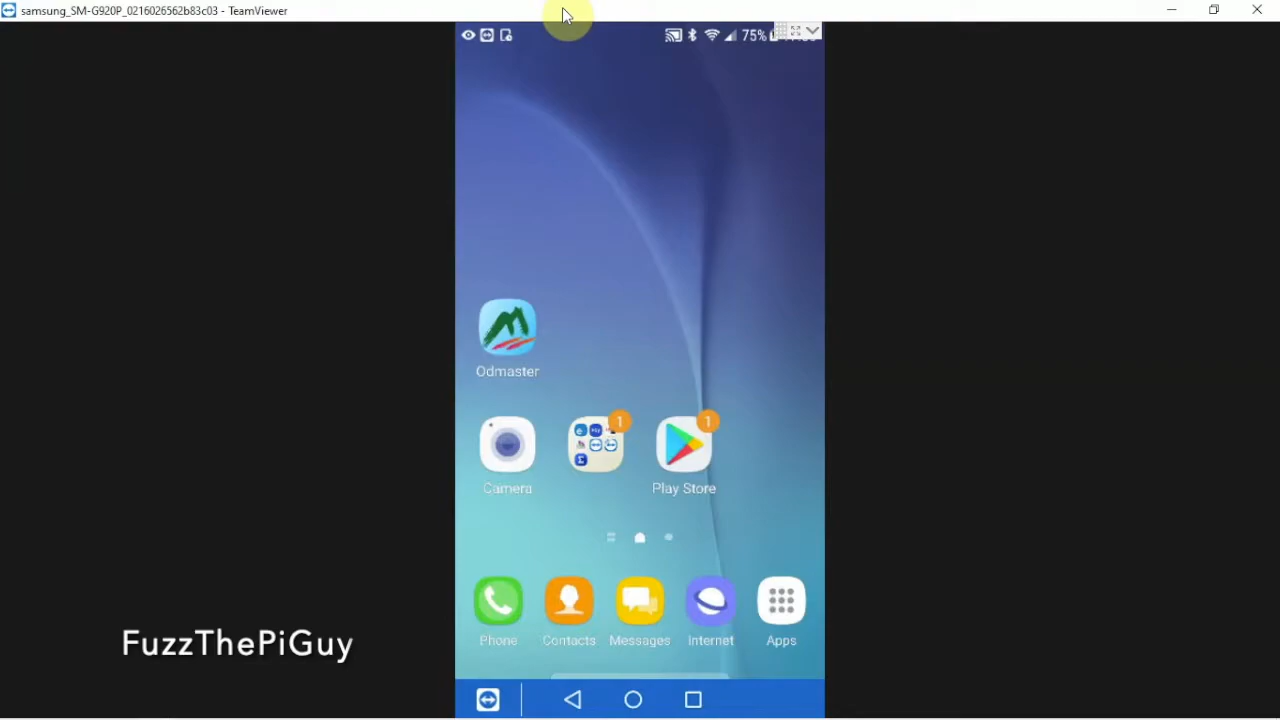 samsung_SM-G920P_0216026562b83c03 - TeamViewer
75%
Odmaster
1
1
Camera
Play Store
Phone
Contacts
Messages
Internet
Apps
FuzzThePiGuy